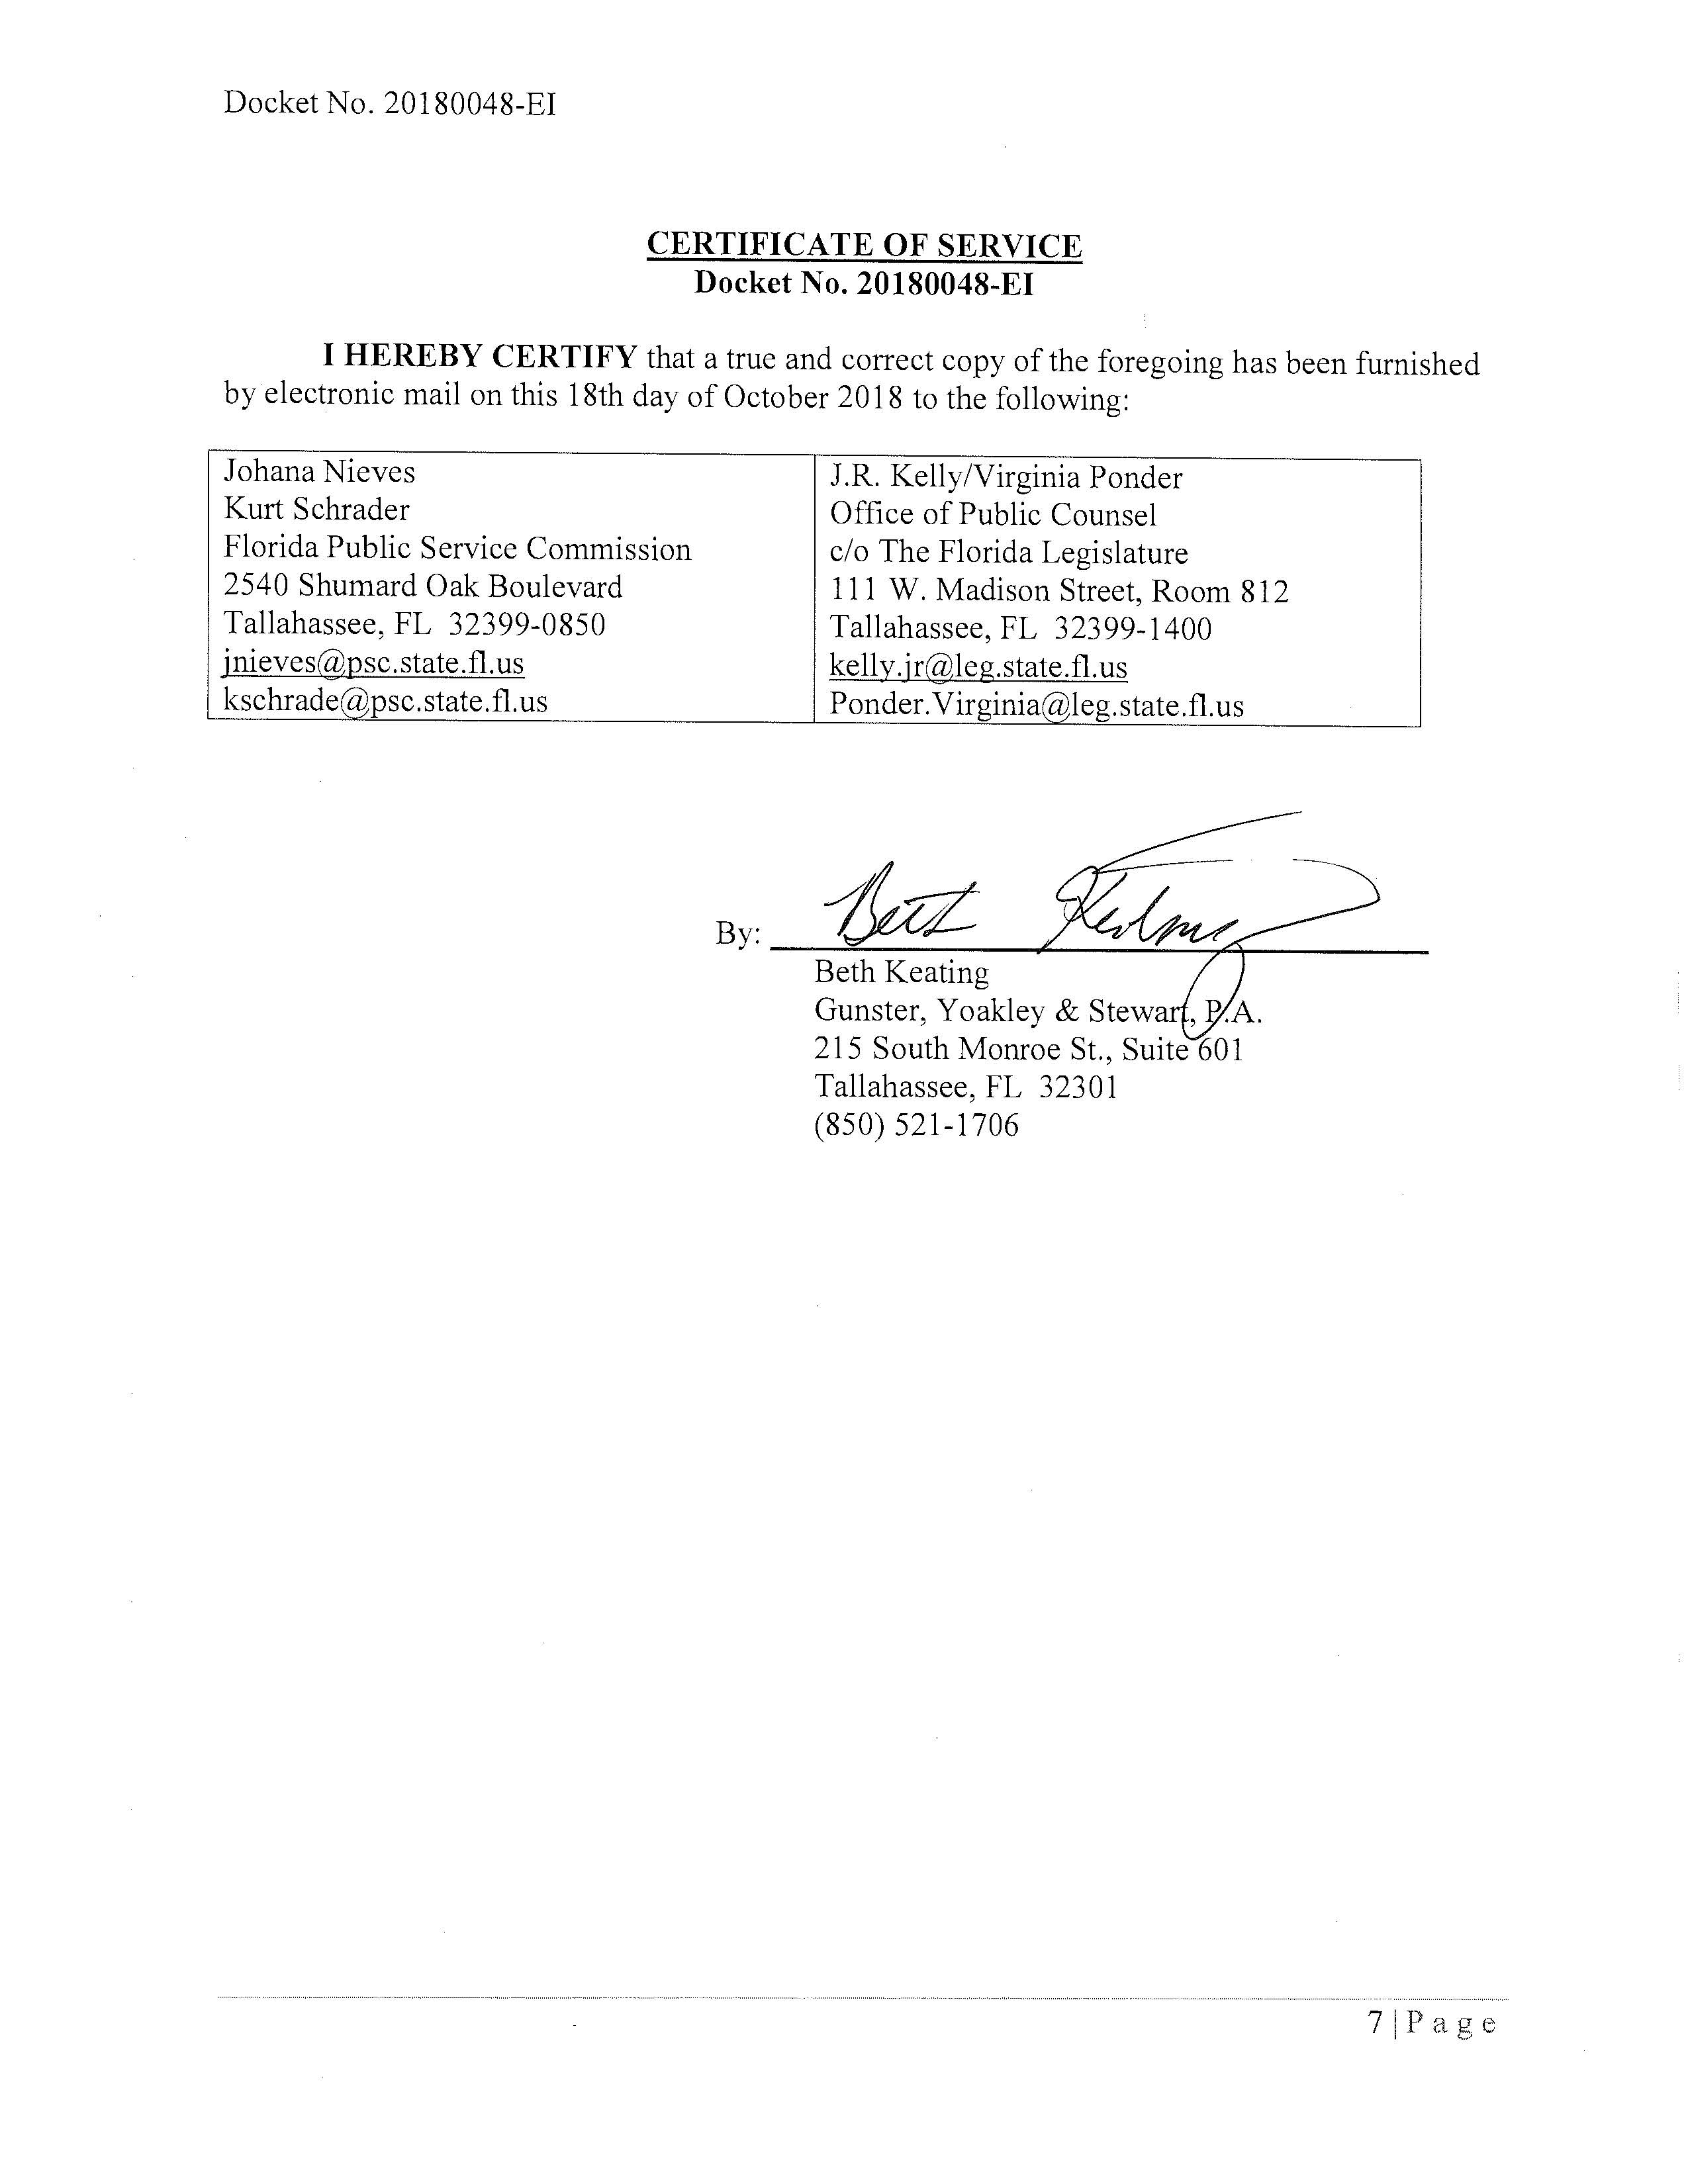 Docket No. 20180048-EI
CERTIFICATE OF SERVICE
Docket No. 20180048-EI
I HEREBY CERTIFY that a true and correct copy of the foregoing has been furnished
by electronic mail on this 18th day of October 2018 to the following:
Johana Nieves
Kurt Schrader
Florida Public Service Commission
2540 Shumard Oak Boulevard
Tallahassee, FL 32399-0850
jnieves@psc.state.fl.us
kschrade@psc.state.fl.us
J.R. Kelly/Virginia Ponder
Office of Public Counsel
c/o The Florida Legislature
111 W. Madison Street, Room 812
Tallahassee, FL 32399-1400
kelly.jr@leg.state.fl.us
Ponder.Virginia@leg.state.fl.us
By: Beth Keating
Beth Keating
Gunster, Yoakley & Stewart, P.A.
215 South Monroe St., Suite 601
Tallahassee, FL 32301
(850) 521-1706
7|Page